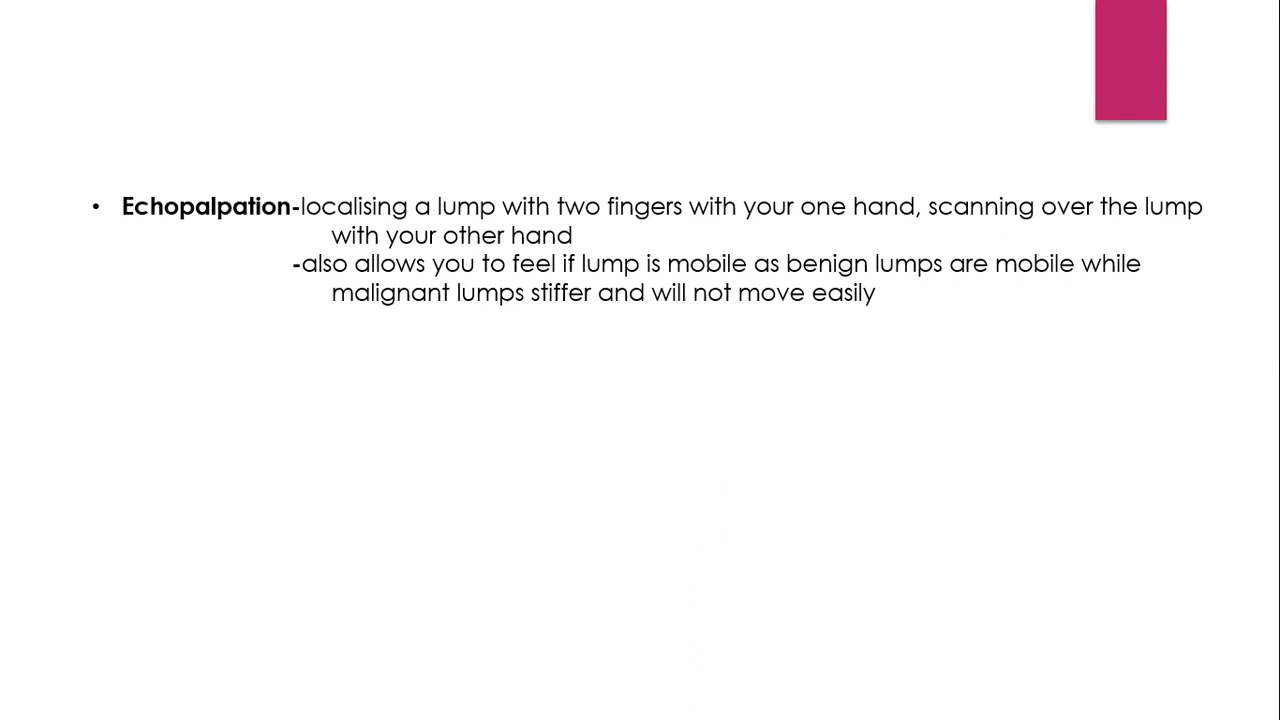 • Echopalpation-localising a lump with two fingers with your one hand, scanning over the lump
with your other hand
-also allows you to feel if lump is mobile as benign lumps are mobile while
malignant lumps stiffer and will not move easily